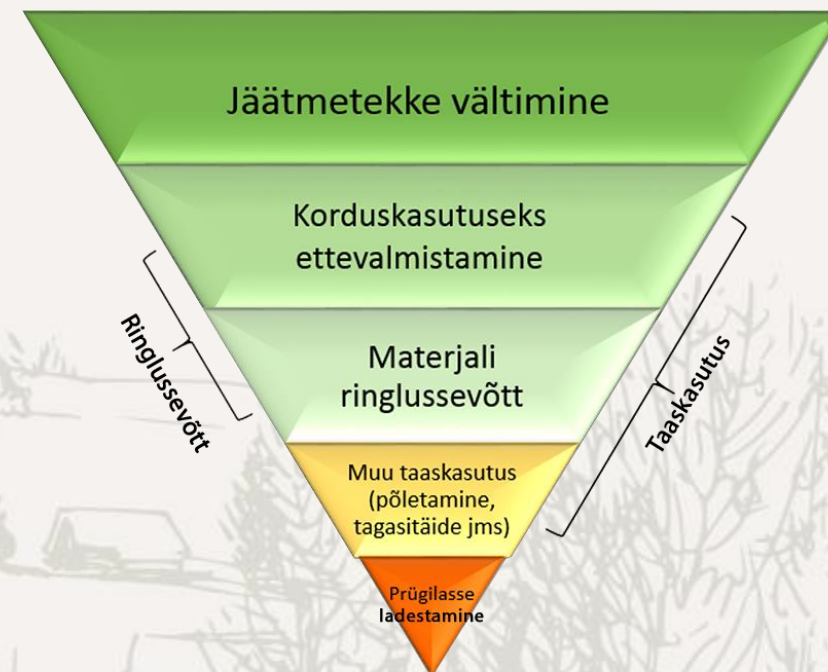 Jäätmetekke vältimine
Korduskasutuseks
ettevalmistamine
Materjali
ringlussevõtt
Muu taaskasutus
(põletamine,
tagasitäide jms)
Prügilasse
ladestamine
Ringlussevõtt
Taaskasutus